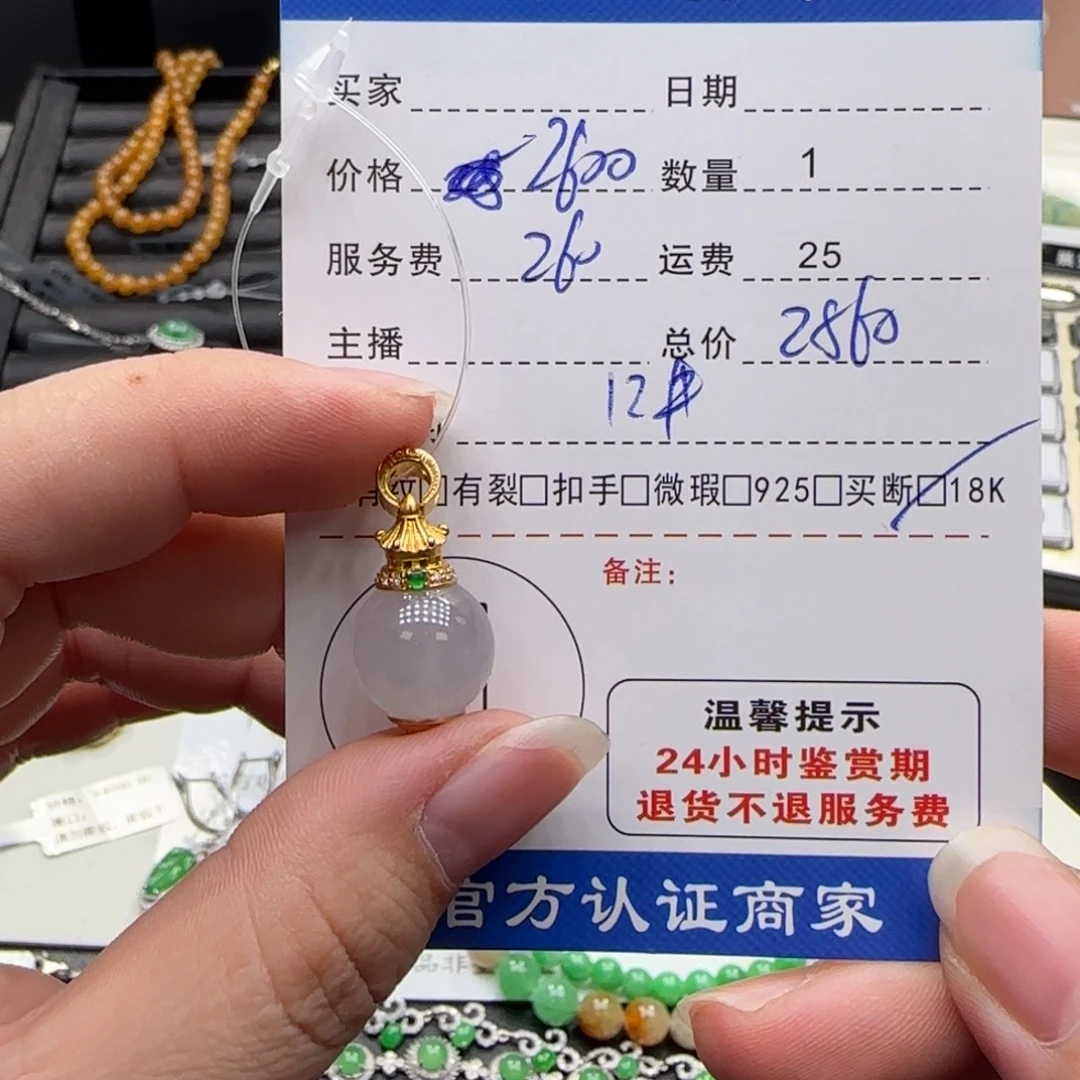 买家 日期
价格 2600 数量 1
服务费 260 运费 25
主播 总价 2860
有纹□有裂□扣手□微瑕□925□买断□18K
备注：
温馨提示
24小时鉴赏期
退货不退服务费
官方认证商家